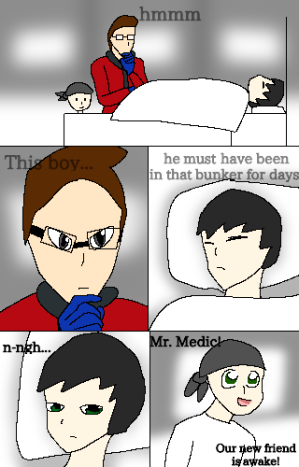 hmmm
This boy...
he must have been
in that bunker for days
n-ngh...
Mr. Medic!
Our new friend
is awake!